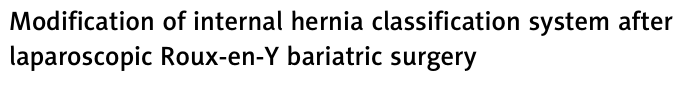 Modification of internal hernia classification system after
laparoscopic Roux-en-Y bariatric surgery